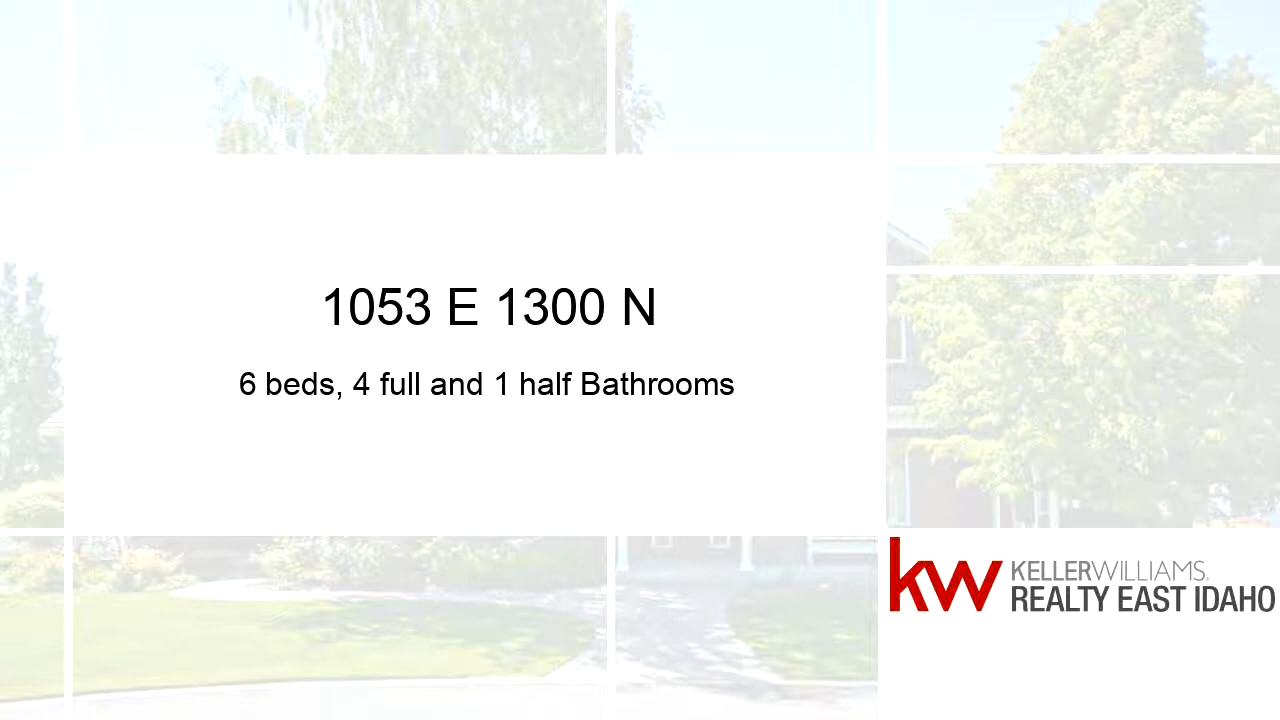 1053 E 1300 N
6 beds, 4 full and 1 half Bathrooms
kw KELLERWILLIAMS.
REALTY EAST IDAHO